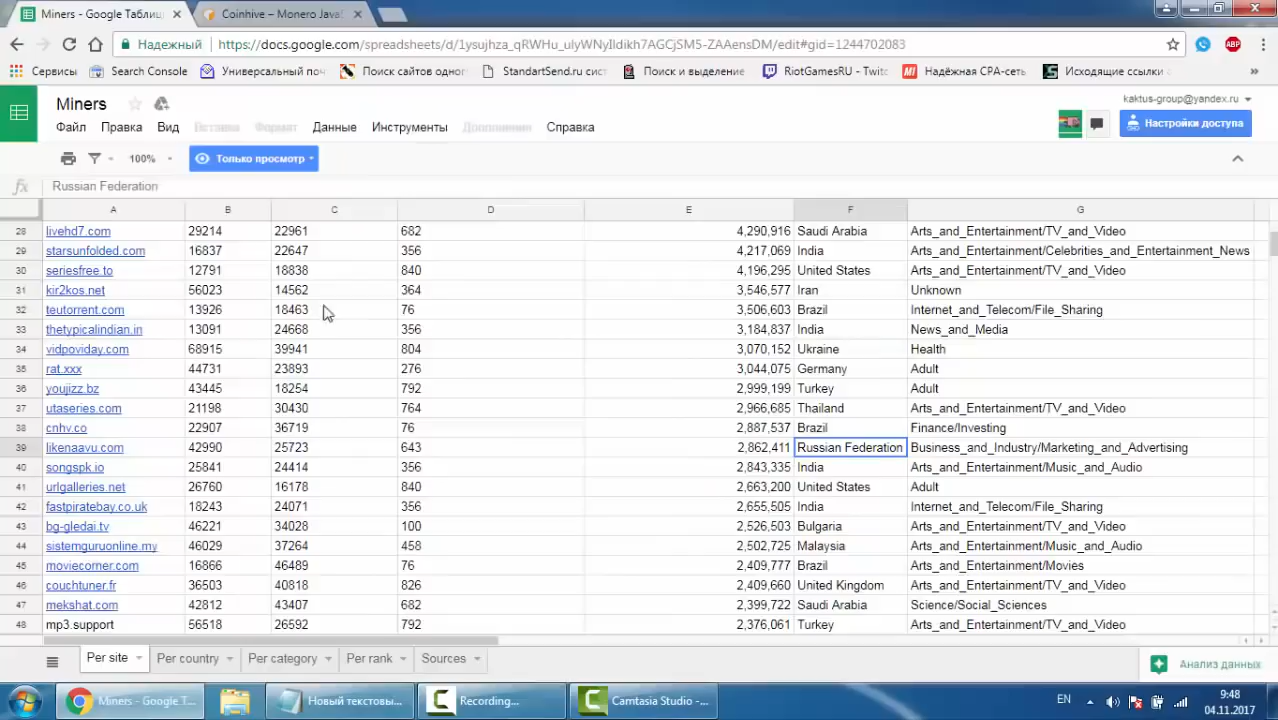 Miners - Google Таблиц
Coinhive – Monero Java!
Надежный
https://docs.google.com/spreadsheets/d/1ysujhza_qRWHu_ulyWNyIldikh7AGCjSM5-ZAAensDM/edit#gid=1244702083
ABP
Сервисы
Search Console
Универсальный поч
Поиск сайтов одног
StandartSend.ru сис
Поиск и выделение
RiotGamesRU - Twitc
Надёжная CPA-сеть
Исходящие ссылки
Miners
kaktus-group@yandex.ru
Файл Правка Вид Вставка Формат Данные Инструменты Дополнения Справка
Настройки доступа
100%
Только просмотр
fx Russian Federation
A B C D E F G
28 livehd7.com 29214 22961 682 4,290,916 Saudi Arabia Arts_and_Entertainment/TV_and_Video
29 starsunfolded.com 16837 22647 356 4,217,069 India Arts_and_Entertainment/Celebrities_and_Entertainment_News
30 seriesfree.to 12791 18838 840 4,196,295 United States Arts_and_Entertainment/TV_and_Video
31 kir2kos.net 56023 14562 364 3,546,577 Iran Unknown
32 teutorrent.com 13926 18463 76 3,506,603 Brazil Internet_and_Telecom/File_Sharing
33 thetypicalindian.in 13091 24668 356 3,184,837 India News_and_Media
34 vidpoviday.com 68915 39941 804 3,070,152 Ukraine Health
35 rat.xxx 44731 23893 276 3,044,075 Germany Adult
36 youjizz.bz 43445 18254 792 2,999,199 Turkey Adult
37 utaseries.com 21198 30430 764 2,966,685 Thailand Arts_and_Entertainment/TV_and_Video
38 cnhv.co 22907 36719 76 2,887,537 Brazil Finance/Investing
39 likenaavu.com 42990 25723 643 2,862,411 Russian Federation Business_and_Industry/Marketing_and_Advertising
40 songspk.io 25841 24414 356 2,843,335 India Arts_and_Entertainment/Music_and_Audio
41 urlgalleries.net 26760 16178 840 2,663,200 United States Adult
42 fastpiratebay.co.uk 18243 24071 356 2,655,505 India Internet_and_Telecom/File_Sharing
43 bg-gledai.tv 46221 34028 100 2,526,503 Bulgaria Arts_and_Entertainment/TV_and_Video
44 sistemguruonline.my 46029 37264 458 2,502,725 Malaysia Arts_and_Entertainment/Music_and_Audio
45 moviecorner.com 16866 46489 76 2,409,777 Brazil Arts_and_Entertainment/Movies
46 couchtuner.fr 36503 40818 826 2,409,660 United Kingdom Arts_and_Entertainment/TV_and_Video
47 mekshat.com 42812 43407 682 2,399,722 Saudi Arabia Science/Social_Sciences
48 mp3.support 56518 26592 792 2,376,061 Turkey Arts_and_Entertainment/TV_and_Video
Per site Per country Per category Per rank Sources
Анализ данных
Miners - Google Т...
Новый текстовы...
Recording...
Camtasia Studio -...
EN
9:48
04.11.2017